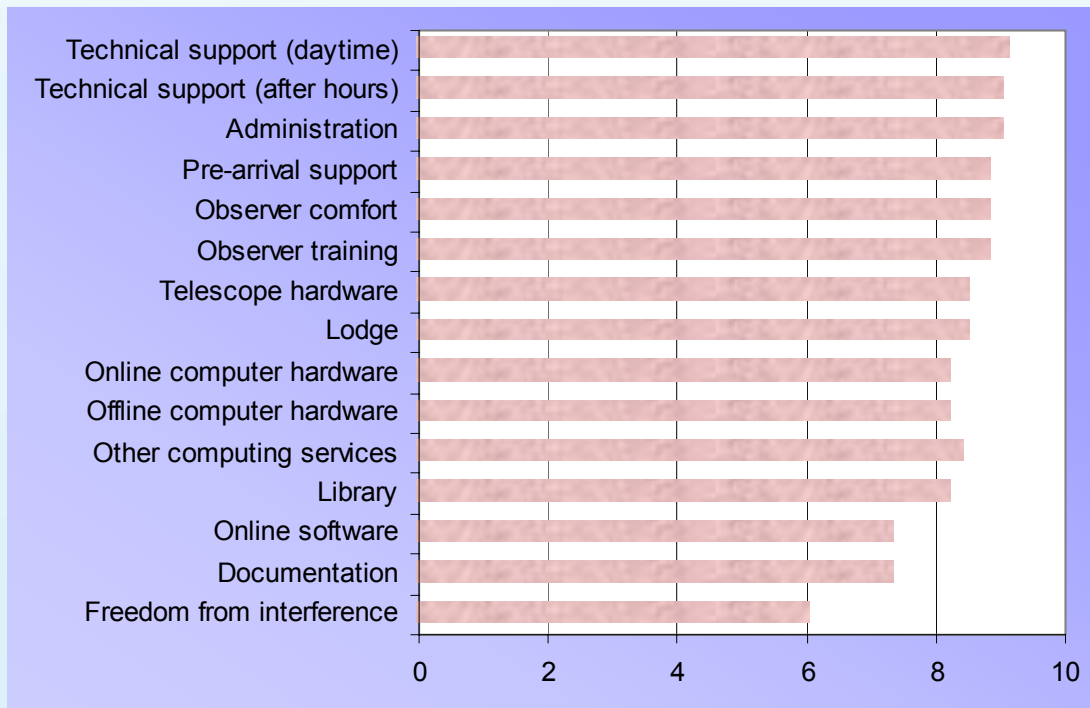 Technical support (daytime)
Technical support (after hours)
Administration
Pre-arrival support
Observer comfort
Observer training
Telescope hardware
Lodge
Online computer hardware
Offline computer hardware
Other computing services
Library
Online software
Documentation
Freedom from interference
0 2 4 6 8 10